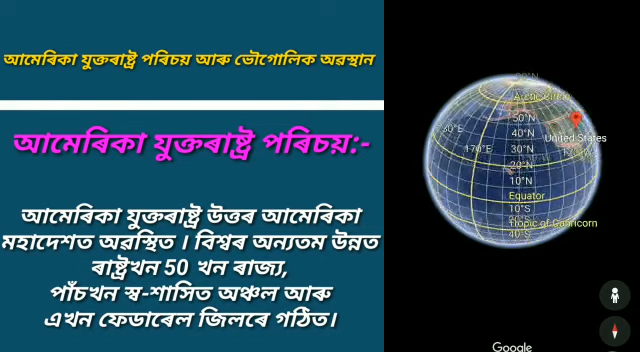 আমেৰিকা যুক্তৰাষ্ট্ৰ পৰিচয় আৰু ভৌগোলিক অৱস্থান
আমেৰিকা যুক্তৰাষ্ট্ৰ পৰিচয়:-
আমেৰিকা যুক্তৰাষ্ট্ৰ উত্তৰ আমেৰিকা
মহাদেশত অৱস্থিত । বিশ্বৰ অন্যতম উন্নত
ৰাষ্ট্ৰখন 50 খন ৰাজ্য,
পাঁচখন স্ব-শাসিত অঞ্চল আৰু
এখন ফেডাৰেল জিলৰে গঠিত।
Arctic Circle
50°N
40°N
United States
170°E
30°N
20°N
10°N
Equator
10°S
Tropic of Capricorn
40°S
Google